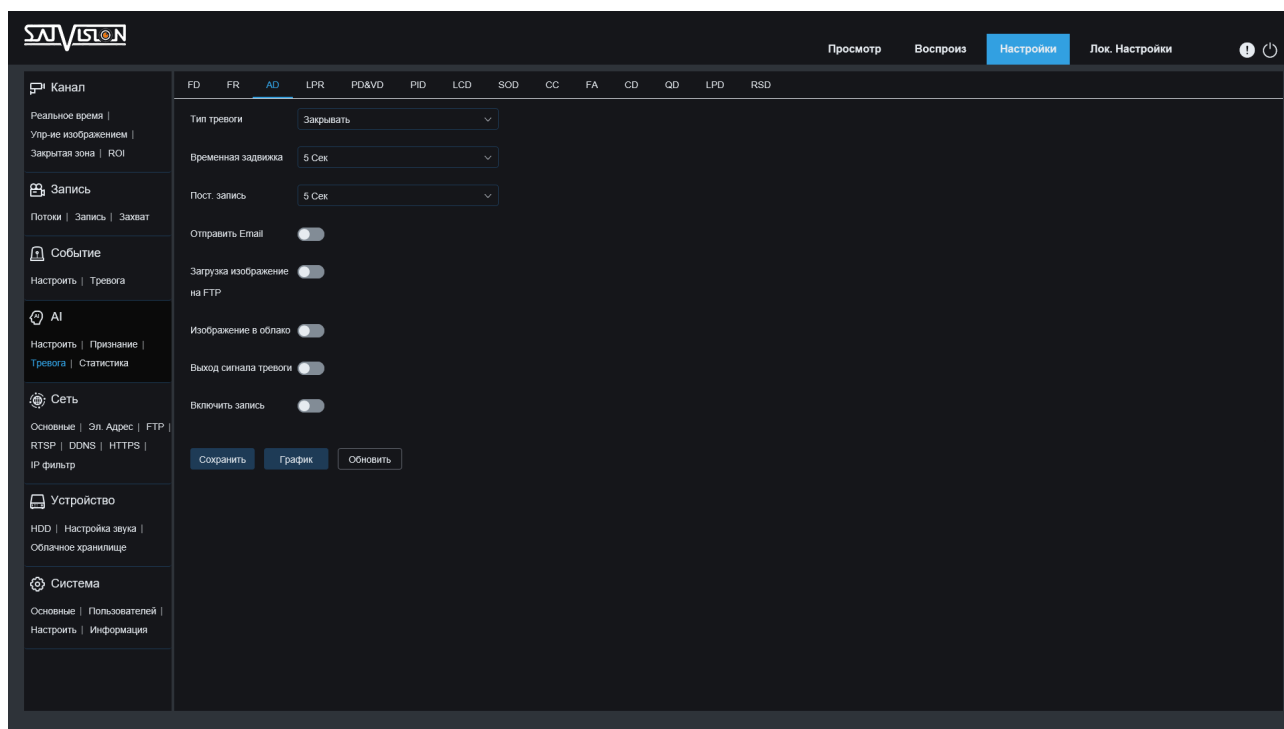 SATVISION
Просмотр Воспроиз Настройки Лок. Настройки
Канал
Реальное время |
Упр-ие изображением |
Закрытая зона | ROI
Запись
Потоки | Запись | Захват
Событие
Настроить | Тревога
AI
Настроить | Признание |
Тревога | Статистика
Сеть
Основные | Эл. Адрес | FTP |
RTSP | DDNS | HTTPS |
IP фильтр
Устройство
HDD | Настройка звука |
Облачное хранилище
Система
Основные | Пользователей |
Настроить | Информация
FD FR AD LPR PD&VD PID LCD SOD CC FA CD QD LPD RSD
Тип тревоги Закрывать
Временная задвижка 5 Сек
Пост. запись 5 Сек
Отправить Email
Загрузка изображение
на FTP
Изображение в облако
Выход сигнала тревоги
Включить запись
Сохранить График Обновить